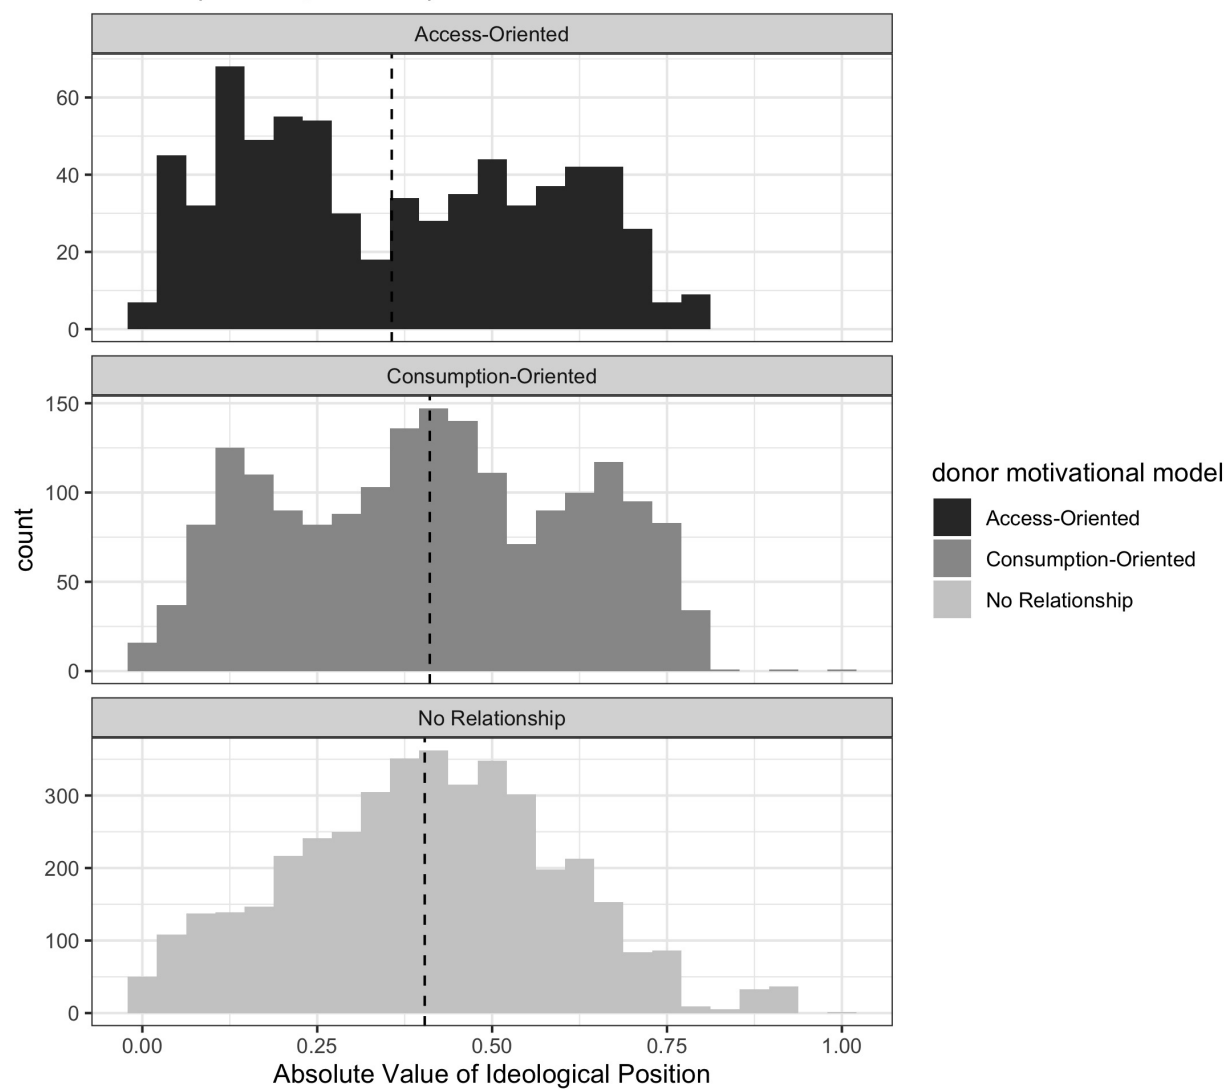 Access-Oriented
60
40
20
0
Consumption-Oriented
150
100
50
0
No Relationship
300
200
100
0
0.00 0.25 0.50 0.75 1.00
Absolute Value of Ideological Position
count
donor motivational model
Access-Oriented
Consumption-Oriented
No Relationship